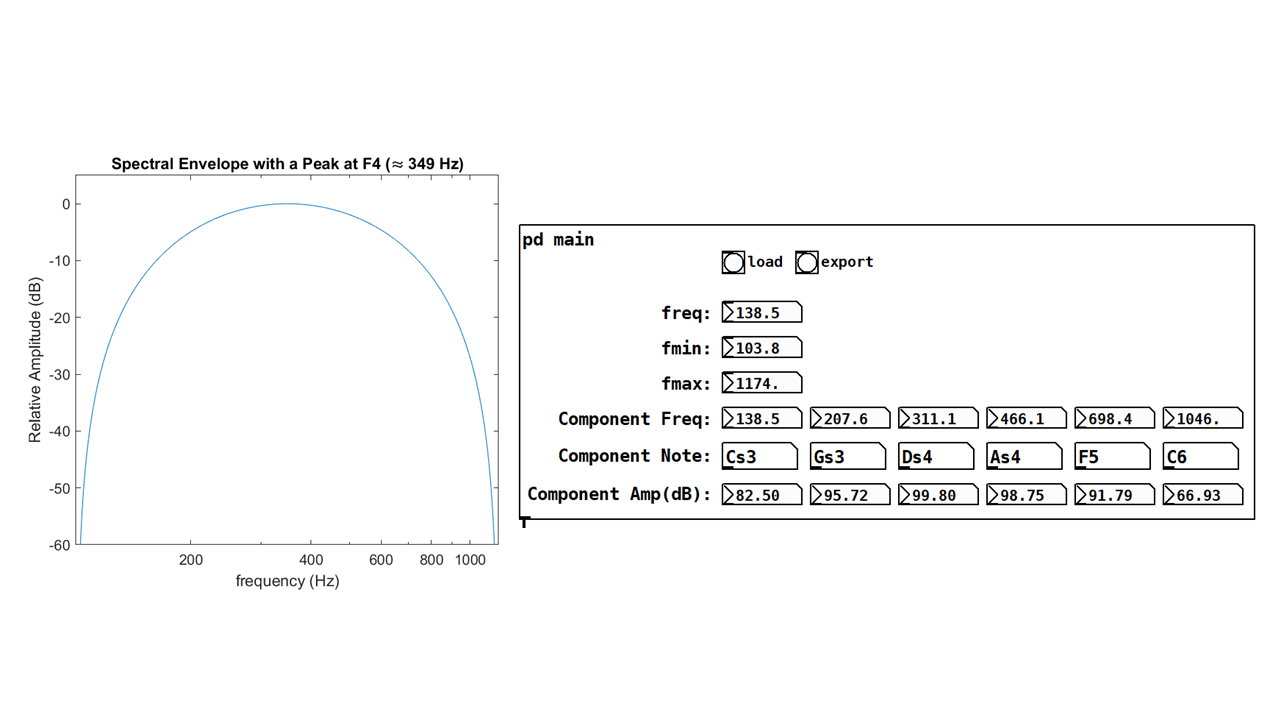 Spectral Envelope with a Peak at F4 (≈ 349 Hz)
Relative Amplitude (dB)
0
-10
-20
-30
-40
-50
-60
200 400 600 800 1000
frequency (Hz)
pd main
load export
freq: 138.5
fmin: 103.8
fmax: 1174.
Component Freq: 138.5 207.6 311.1 466.1 698.4 1046.
Component Note: Cs3 Gs3 Ds4 As4 F5 C6
Component Amp(dB): 82.50 95.72 99.80 98.75 91.79 66.93